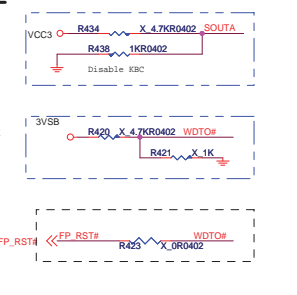 R434 X_4.7KR0402 SOUTA
VCC3
R438 1KR0402
Disable KBC
3VSB
R420 X_4.7KR0402 WDTO#
R421 X_1K
FP_RST# FP_RST# WDTO#
R423 X_0R0402